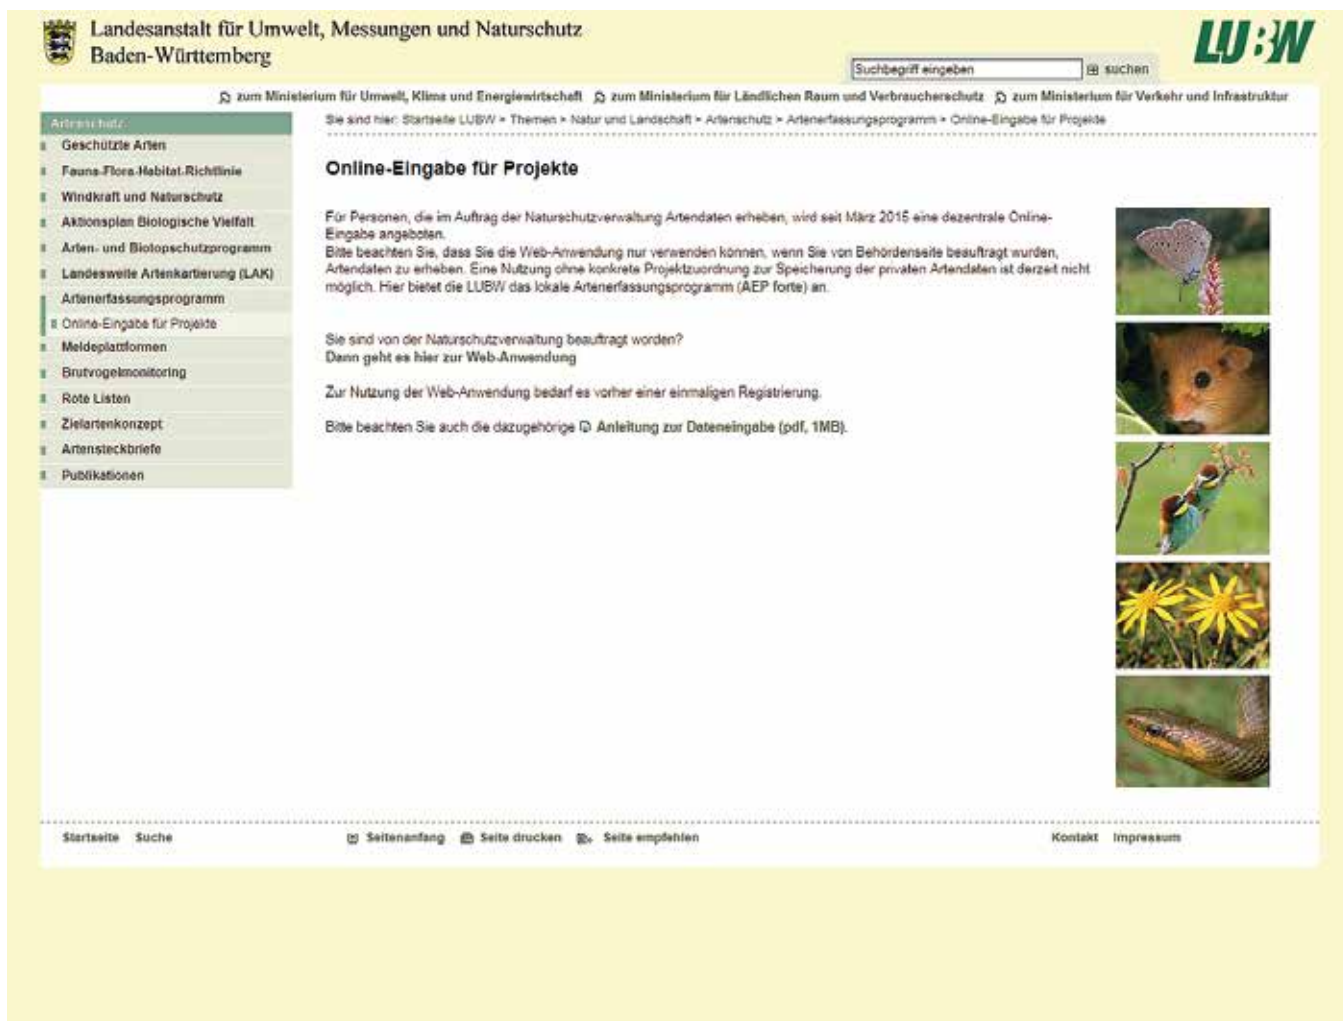 Landesanstalt für Umwelt, Messungen und Naturschutz
Baden-Württemberg
LUBW
Suchbegriff eingeben
suchen
zum Ministerium für Umwelt, Klima und Energiewirtschaft zum Ministerium für Ländlichen Raum und Verbraucherschutz zum Ministerium für Verkehr und Infrastruktur
Artenschutz
Sie sind hier: Startseite LUBW > Themen > Natur und Landschaft > Artenschutz > Artenerfassungsprogramm > Online-Eingabe für Projekte
Geschützte Arten
Fauna-Flora-Habitat-Richtlinie
Windkraft und Naturschutz
Aktionsplan Biologische Vielfalt
Arten- und Biotopschutzprogramm
Landesweite Artenkartierung (LAK)
Artenerfassungsprogramm
Online-Eingabe für Projekte
Meldeplattformen
Brutvogelmonitoring
Rote Listen
Zielartenkonzept
Artensteckbriefe
Publikationen
Online-Eingabe für Projekte
Für Personen, die im Auftrag der Naturschutzverwaltung Artendaten erheben, wird seit März 2015 eine dezentrale Online-
Eingabe angeboten.
Bitte beachten Sie, dass Sie die Web-Anwendung nur verwenden können, wenn Sie von Behördenseite beauftragt wurden,
Artendaten zu erheben. Eine Nutzung ohne konkrete Projektzuordnung zur Speicherung der privaten Artendaten ist derzeit nicht
möglich. Hier bietet die LUBW das lokale Artenerfassungsprogramm (AEP forte) an.
Sie sind von der Naturschutzverwaltung beauftragt worden?
Dann geht es hier zur Web-Anwendung
Zur Nutzung der Web-Anwendung bedarf es vorher einer einmaligen Registrierung.
Bitte beachten Sie auch die dazugehörige Anleitung zur Dateneingabe (pdf, 1MB).
Startseite Suche
Seitenanfang Seite drucken Seite empfehlen
Kontakt Impressum